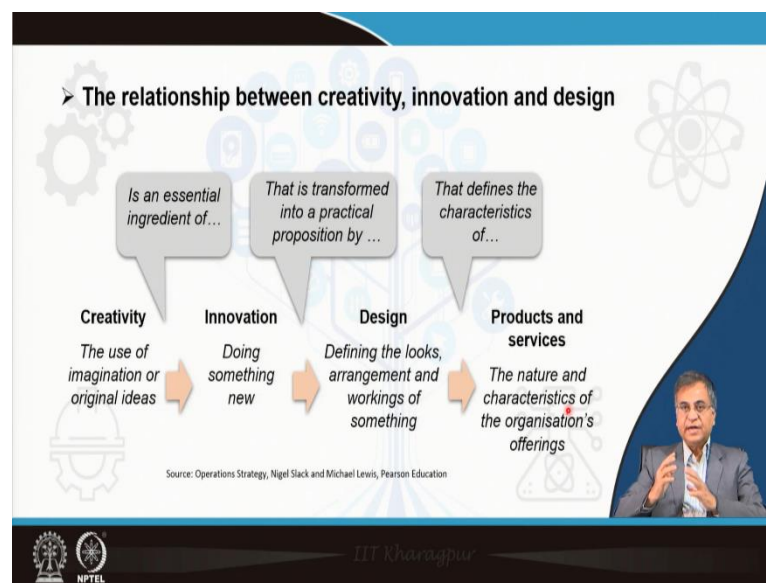 ➢ The relationship between creativity, innovation and design
Is an essential
ingredient of…
That is transformed
into a practical
proposition by …
That defines the
characteristics
of…
Creativity
The use of
imagination or
original ideas
Innovation
Doing
something
new
Design
Defining the looks,
arrangement and
workings of
something
Products and
services
The nature and
characteristics of
the organisation's
offerings
Source: Operations Strategy, Nigel Slack and Michael Lewis, Pearson Education
NPTEL
IIT Kharagpur